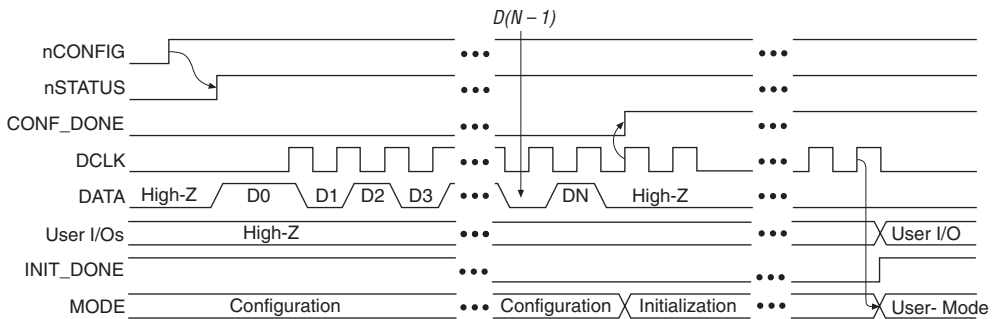 D(N – 1)
nCONFIG
nSTATUS
CONF_DONE
DCLK
DATA High-Z D0 D1 D2 D3 DN High-Z
User I/Os High-Z User I/O
INIT_DONE
MODE Configuration Configuration Initialization User- Mode